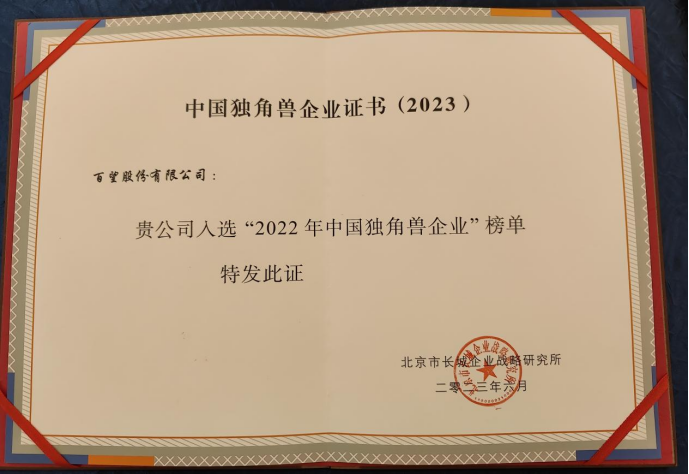 中国独角兽企业证书（2023）
百望股份有限公司：
贵公司入选“2022年中国独角兽企业”榜单
特发此证
北京市长城企业战略研究所
二零二三年六月